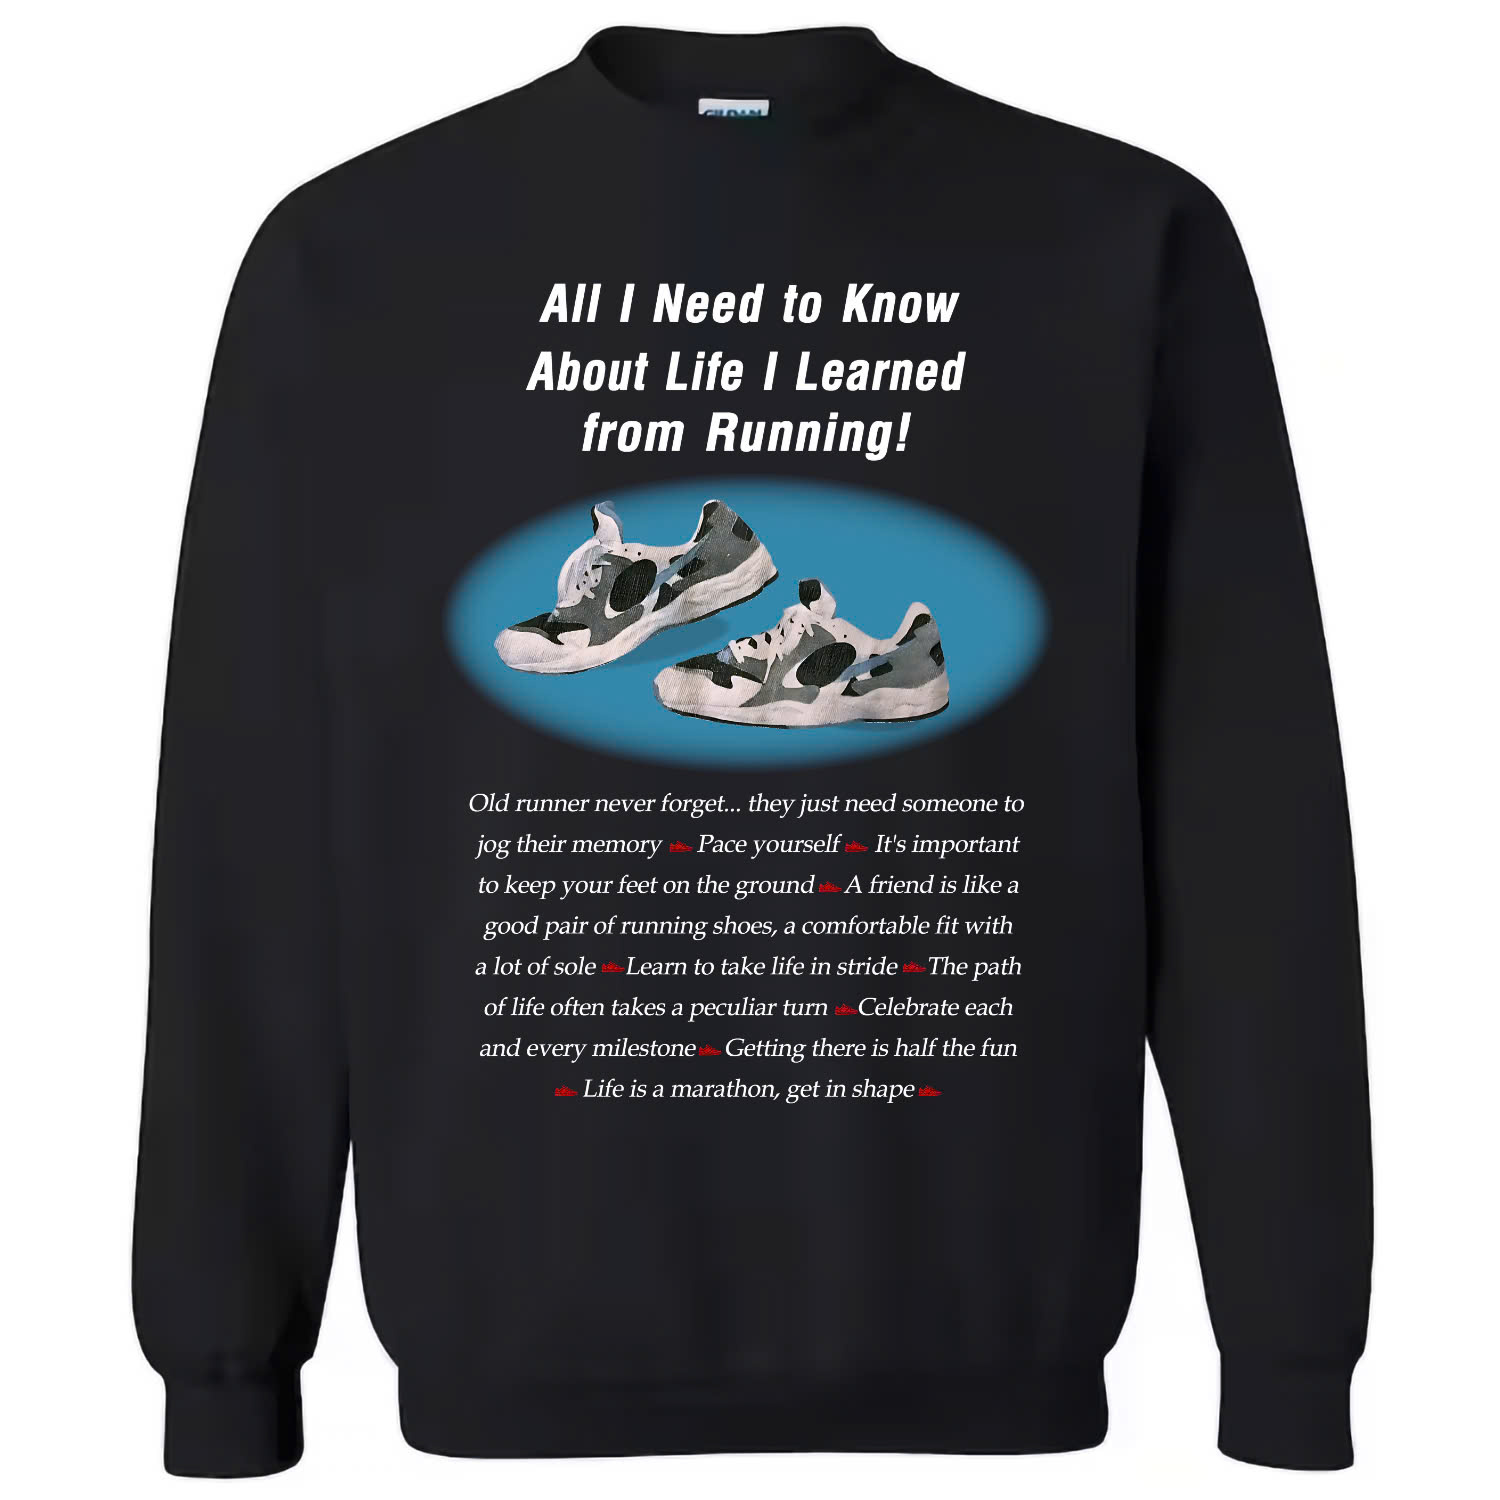 GILDAN
All I Need to Know
About Life I Learned
from Running!
Old runner never forget... they just need someone to
jog their memory Pace yourself It's important
to keep your feet on the ground A friend is like a
good pair of running shoes, a comfortable fit with
a lot of sole Learn to take life in stride The path
of life often takes a peculiar turn Celebrate each
and every milestone Getting there is half the fun
Life is a marathon, get in shape